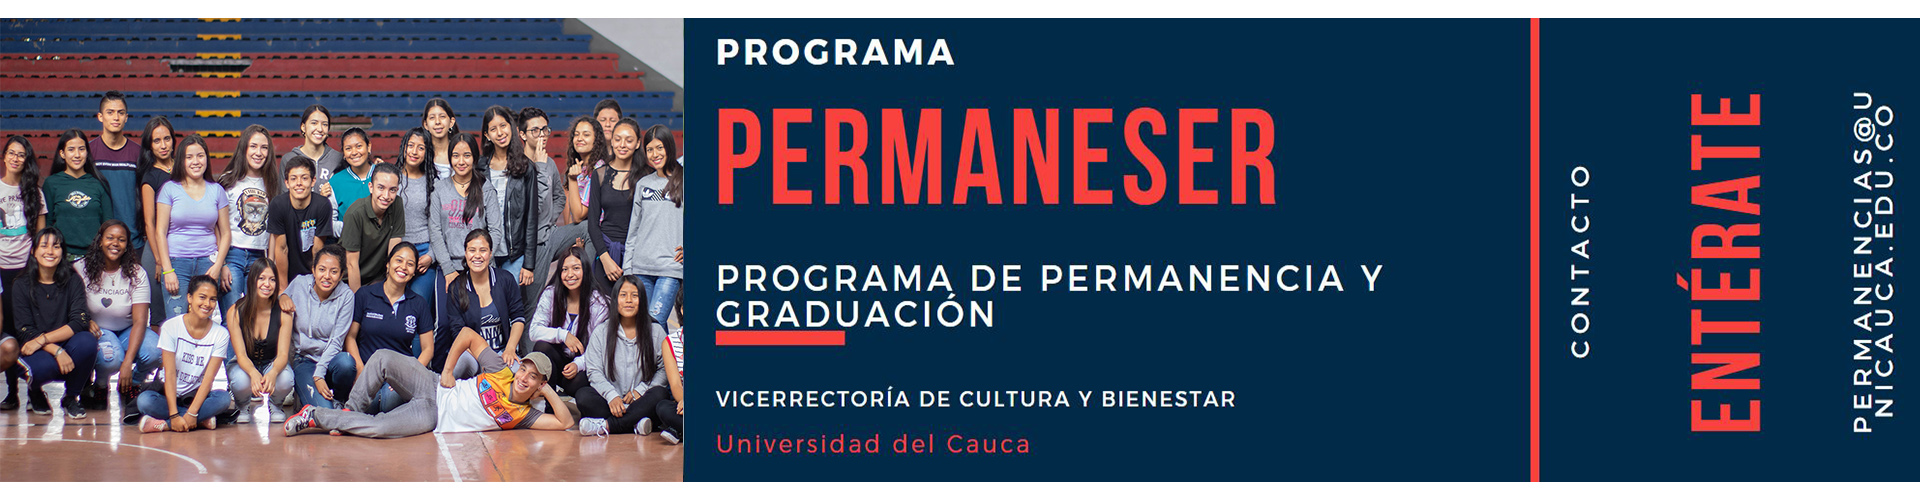 PROGRAMA
PERMANESER
PROGRAMA DE PERMANENCIA Y
GRADUACIÓN
VICERRECTORÍA DE CULTURA Y BIENESTAR
Universidad del Cauca
CONTACTO
ENTÉRATE
PERMANENCIAS@U
NICAUCA.EDU.CO